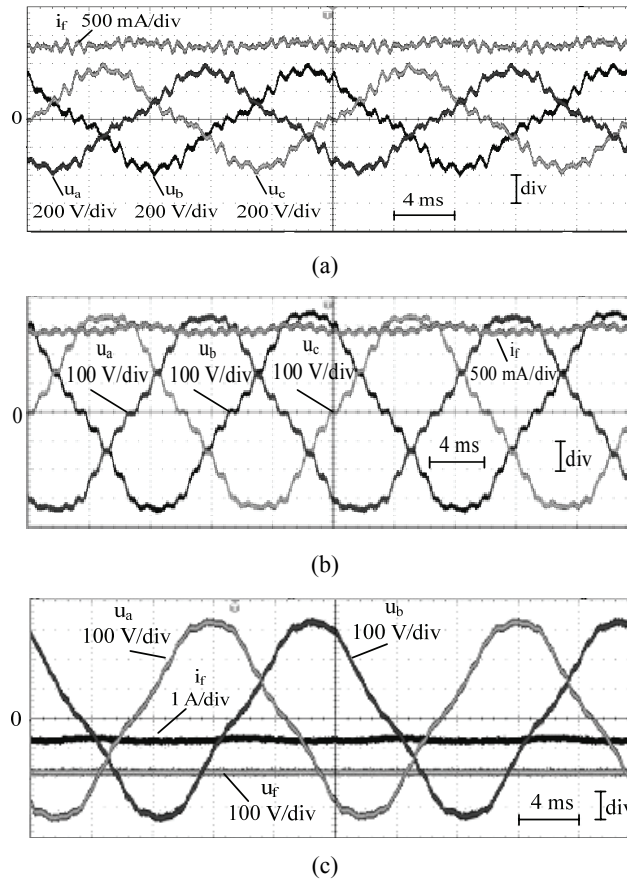 i_f
500 mA/div
0
u_a u_b u_c
200 V/div 200 V/div 200 V/div
4 ms
div
(a)
u_a u_b u_c i_f
100 V/div 100 V/div 100 V/div 500 mA/div
0
4 ms
div
(b)
u_a u_b
100 V/div 100 V/div
i_f
1 A/div
0
u_f
100 V/div
4 ms
div
(c)